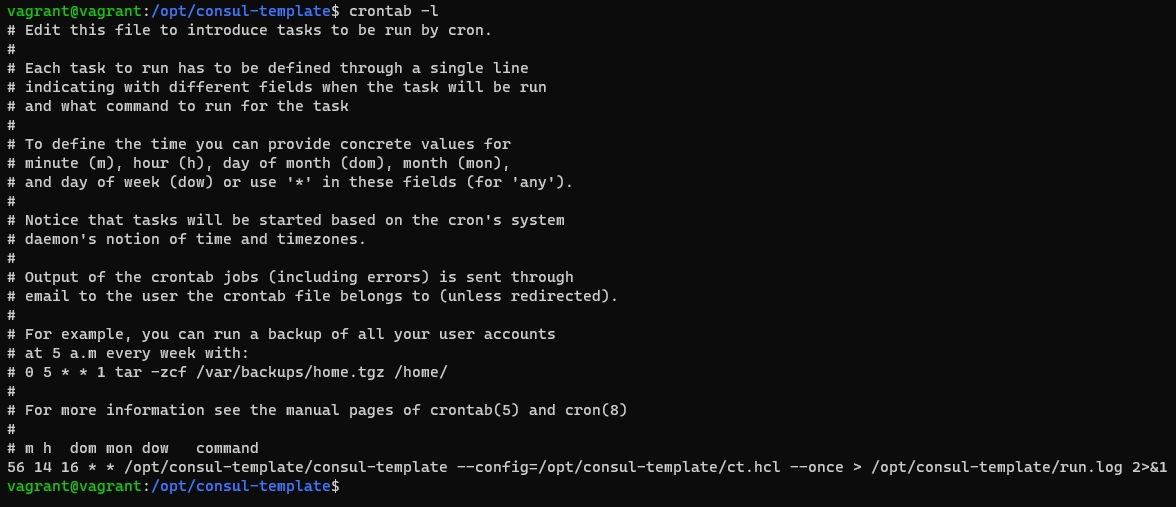 vagrant@vagrant:/opt/consul-template$ crontab -l
# Edit this file to introduce tasks to be run by cron.
#
# Each task to run has to be defined through a single line
# indicating with different fields when the task will be run
# and what command to run for the task
#
# To define the time you can provide concrete values for
# minute (m), hour (h), day of month (dom), month (mon),
# and day of week (dow) or use '*' in these fields (for 'any').
#
# Notice that tasks will be started based on the cron's system
# daemon's notion of time and timezones.
#
# Output of the crontab jobs (including errors) is sent through
# email to the user the crontab file belongs to (unless redirected).
#
# For example, you can run a backup of all your user accounts
# at 5 a.m every week with:
# 0 5 * * 1 tar -zcf /var/backups/home.tgz /home/
#
# For more information see the manual pages of crontab(5) and cron(8)
#
# m h  dom mon dow   command
56 14 16 * * /opt/consul-template/consul-template --config=/opt/consul-template/ct.hcl --once > /opt/consul-template/run.log 2>&1
vagrant@vagrant:/opt/consul-template$